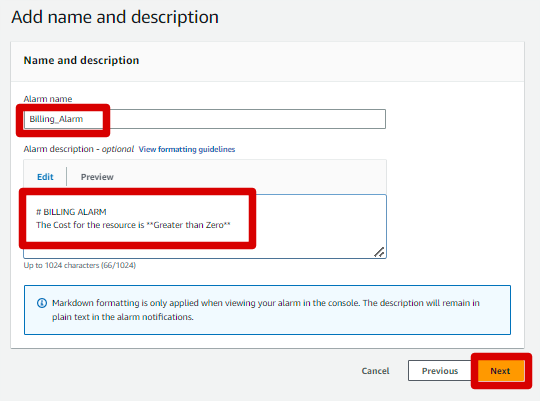 Add name and description
Name and description
Alarm name
Billing_Alarm
Alarm description - optional View formatting guidelines
Edit Preview
# BILLING ALARM
The Cost for the resource is **Greater than Zero**
Up to 1024 characters (66/1024)
Markdown formatting is only applied when viewing your alarm in the console. The description will remain in
plain text in the alarm notifications.
Cancel Previous Next